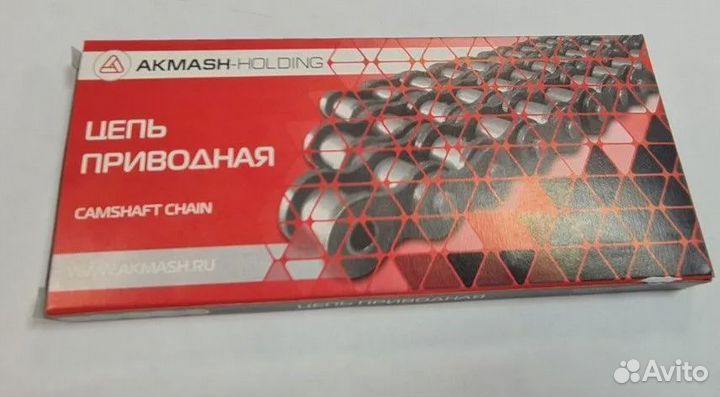 AKMASH-HOLDING
ЦЕПЬ
ПРИВОДНАЯ
CAMSHAFT CHAIN
WWW.AKMASH.RU
ЦЕПЬ ПРИВОДНАЯ
Avito